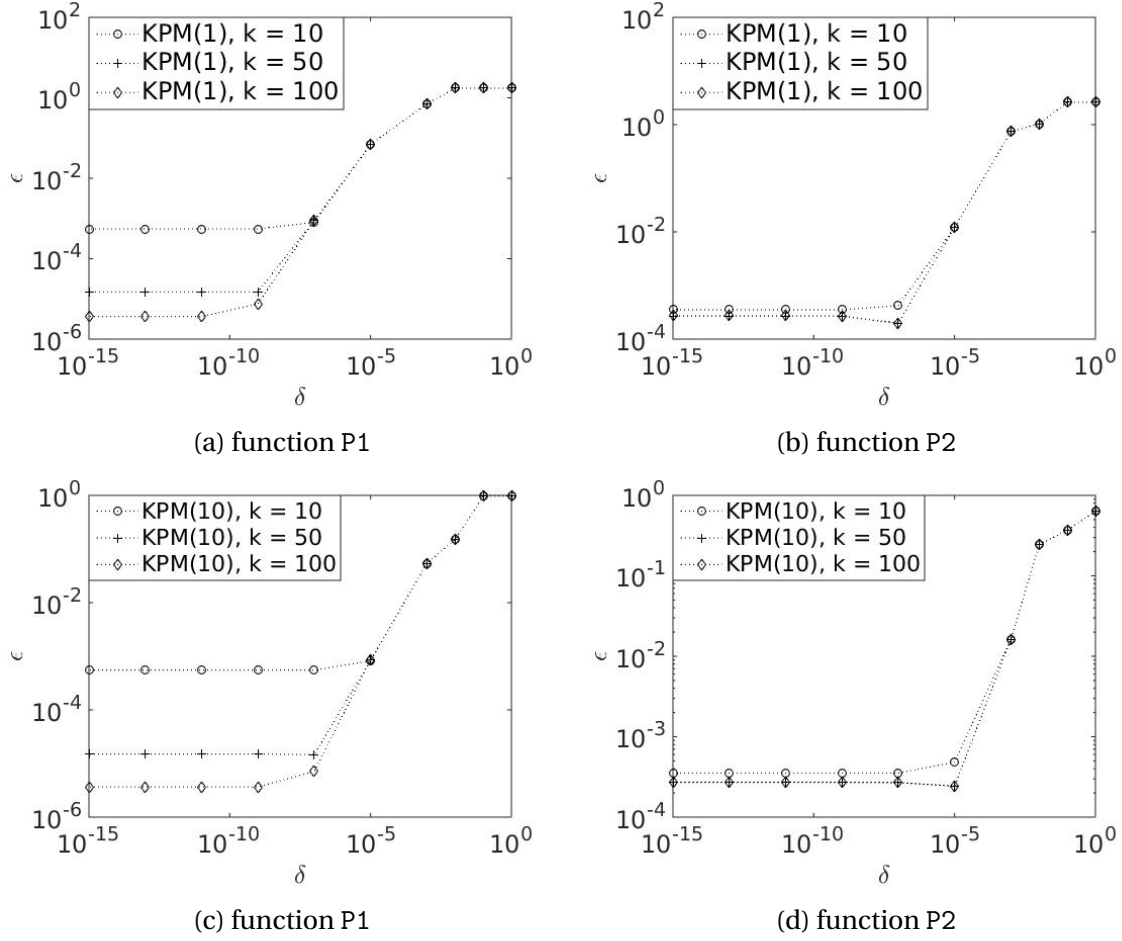 10^2
10^0
10^-2
10^-4
10^-6
ϵ
KPM(1), k = 10
KPM(1), k = 50
KPM(1), k = 100
10^-15
10^-10
10^-5
10^0
δ
(a) function P1
10^2
10^0
10^-2
10^-4
ϵ
KPM(1), k = 10
KPM(1), k = 50
KPM(1), k = 100
10^-15
10^-10
10^-5
10^0
δ
(b) function P2
10^0
10^-2
10^-4
10^-6
ϵ
KPM(10), k = 10
KPM(10), k = 50
KPM(10), k = 100
10^-15
10^-10
10^-5
10^0
δ
(c) function P1
10^0
10^-1
10^-2
10^-3
10^-4
ϵ
KPM(10), k = 10
KPM(10), k = 50
KPM(10), k = 100
10^-15
10^-10
10^-5
10^0
δ
(d) function P2